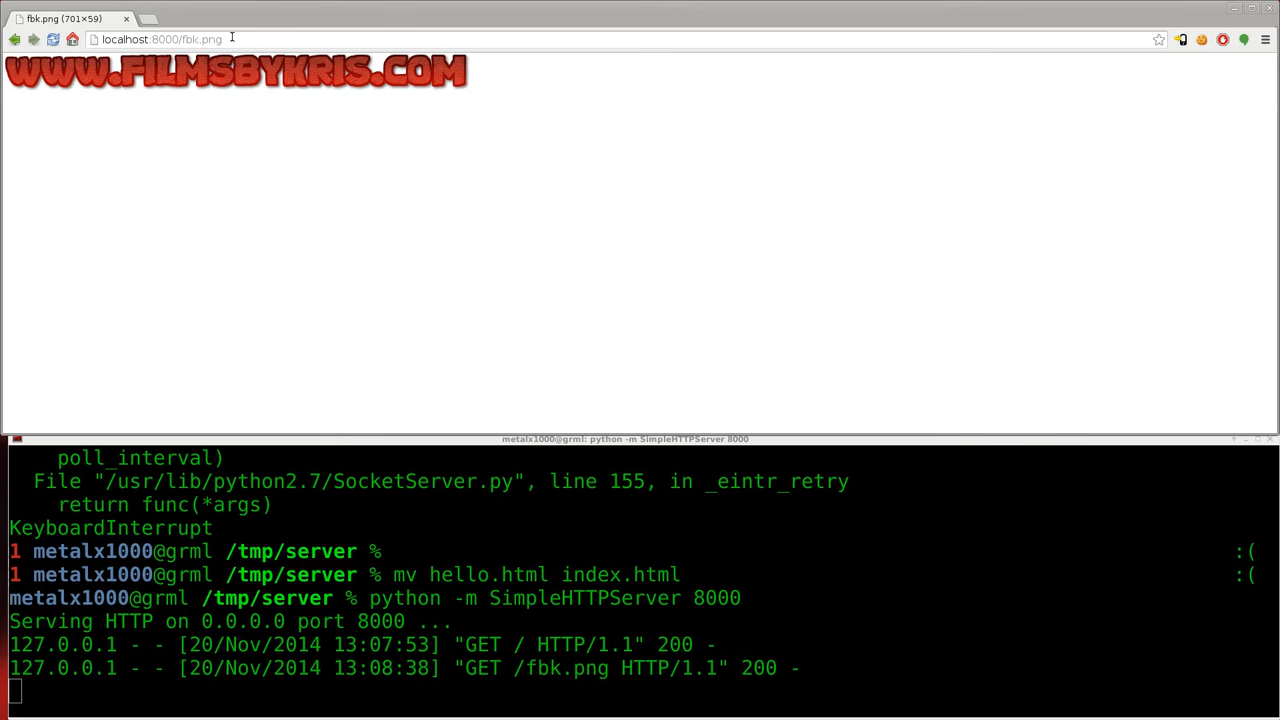 fbk.png (701×59)
localhost:8000/fbk.png
WWW.FILMSBYKRIS.COM
metalx1000@grml: python -m SimpleHTTPServer 8000
poll_interval)
File "/usr/lib/python2.7/SocketServer.py", line 155, in _eintr_retry
return func(*args)
KeyboardInterrupt
1 metalx1000@grml /tmp/server % :(
1 metalx1000@grml /tmp/server % mv hello.html index.html :(
metalx1000@grml /tmp/server % python -m SimpleHTTPServer 8000
Serving HTTP on 0.0.0.0 port 8000 ...
127.0.0.1 - - [20/Nov/2014 13:07:53] "GET / HTTP/1.1" 200 -
127.0.0.1 - - [20/Nov/2014 13:08:38] "GET /fbk.png HTTP/1.1" 200 -